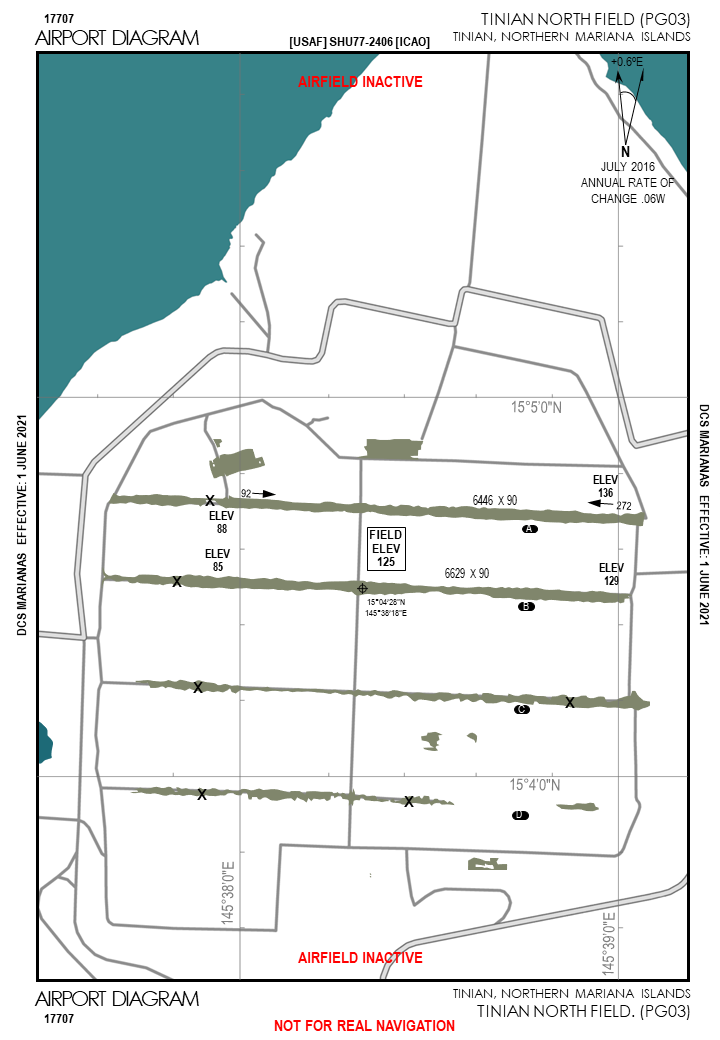 17707
TINIAN NORTH FIELD (PG03)
AIRPORT DIAGRAM
[USAF] SHU77-2406 [ICAO]
TINIAN, NORTHERN MARIANA ISLANDS
+0.6°E
AIRFIELD INACTIVE
N
JULY 2016
ANNUAL RATE OF
CHANGE .06W
15°5'0"N
DCS MARIANAS EFFECTIVE: 1 JUNE 2021
DCS MARIANAS EFFECTIVE: 1 JUNE 2021
92
X
ELEV
88
6446 X 90
ELEV
136
272
A
FIELD
ELEV
125
ELEV
85
X
6629 X 90
ELEV
129
15°04'28"N
145°38'18"E
B
X
X
C
15°4'0"N
X
X
D
145°38'0"E
145°39'0"E
AIRFIELD INACTIVE
AIRPORT DIAGRAM
TINIAN, NORTHERN MARIANA ISLANDS
17707
TINIAN NORTH FIELD. (PG03)
NOT FOR REAL NAVIGATION